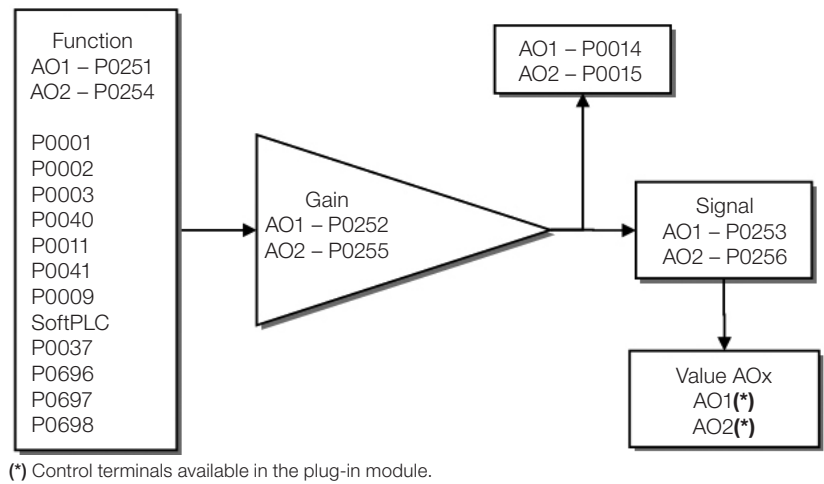 Function
AO1 – P0251
AO2 – P0254
P0001
P0002
P0003
P0040
P0011
P0041
P0009
SoftPLC
P0037
P0696
P0697
P0698
Gain
AO1 – P0252
AO2 – P0255
AO1 – P0014
AO2 – P0015
Signal
AO1 – P0253
AO2 – P0256
Value AOx
AO1(*)
AO2(*)
(*) Control terminals available in the plug-in module.